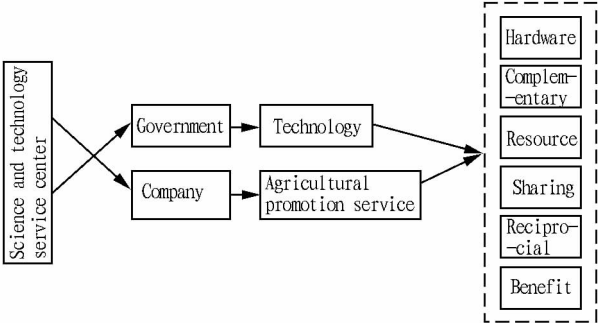 Science and technology
service center
Government
Technology
Company
Agricultural
promotion service
Hardware
Complem-
-entary
Resource
Sharing
Recipro-
-cial
Benefit